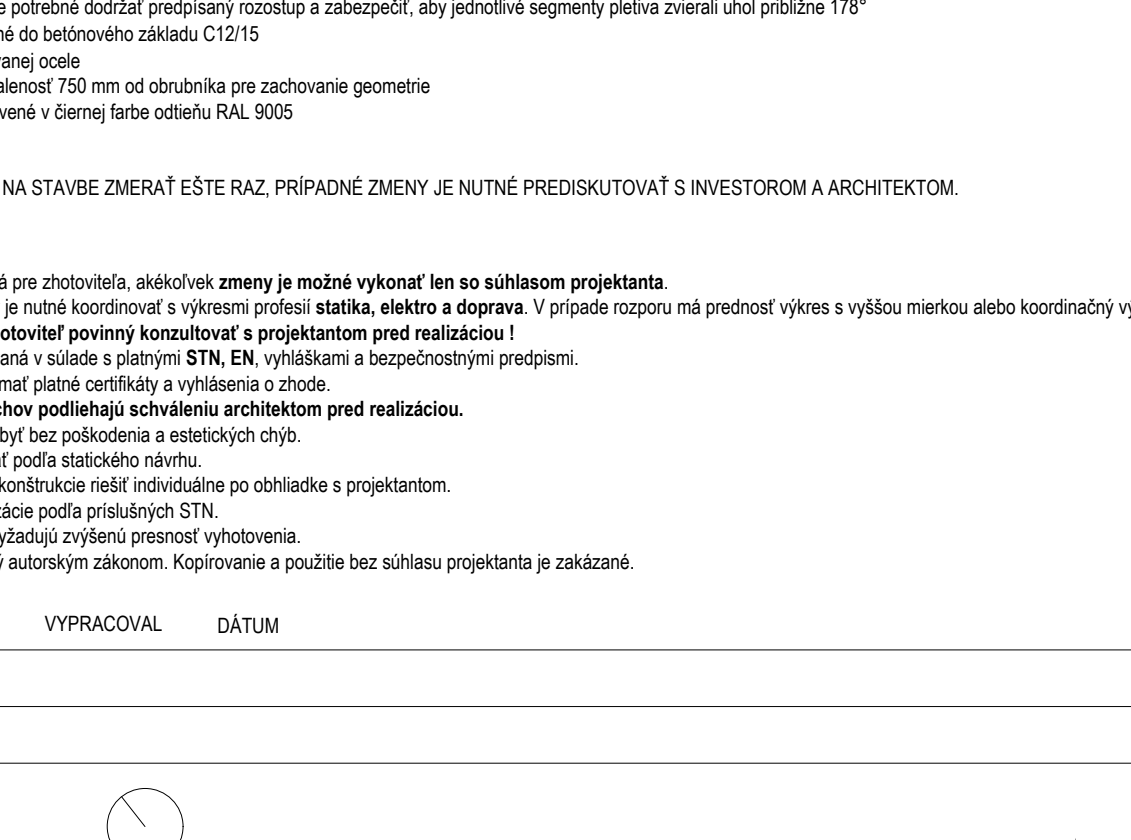 e potrebné dodržať predpísaný rozostup a zabezpečiť, aby jednotlivé segmenty pletiva zvierali uhol približne 178°
né do betónového základu C12/15
vanej ocele
alenosť 750 mm od obrubníka pre zachovanie geometrie
vené v čiernej farbe odtieňu RAL 9005
NA STAVBE ZMERAŤ EŠTE RAZ, PRÍPADNÉ ZMENY JE NUTNÉ PREDISKUTOVAŤ S INVESTOROM A ARCHITEKTOM.
á pre zhotoviteľa, akékoľvek zmeny je možné vykonať len so súhlasom projektanta.
je nutné koordinovať s výkresmi profesií statika, elektro a doprava. V prípade rozporu má prednosť výkres s vyššou mierkou alebo koordinačný vý
otoviteľ povinný konzultovať s projektantom pred realizáciou !
aná v súlade s platnými STN, EN, vyhláškami a bezpečnostnými predpismi.
mať platné certifikáty a vyhlásenia o zhode.
chov podliehajú schváleniu architektom pred realizáciou.
byť bez poškodenia a estetických chýb.
ť podľa statického návrhu.
konštrukcie riešiť individuálne po obhliadke s projektantom.
zácie podľa príslušných STN.
yžadujú zvýšenú presnosť vyhotovenia.
ý autorským zákonom. Kopírovanie a použitie bez súhlasu projektanta je zakázané.
VYPRACOVAL DÁTUM